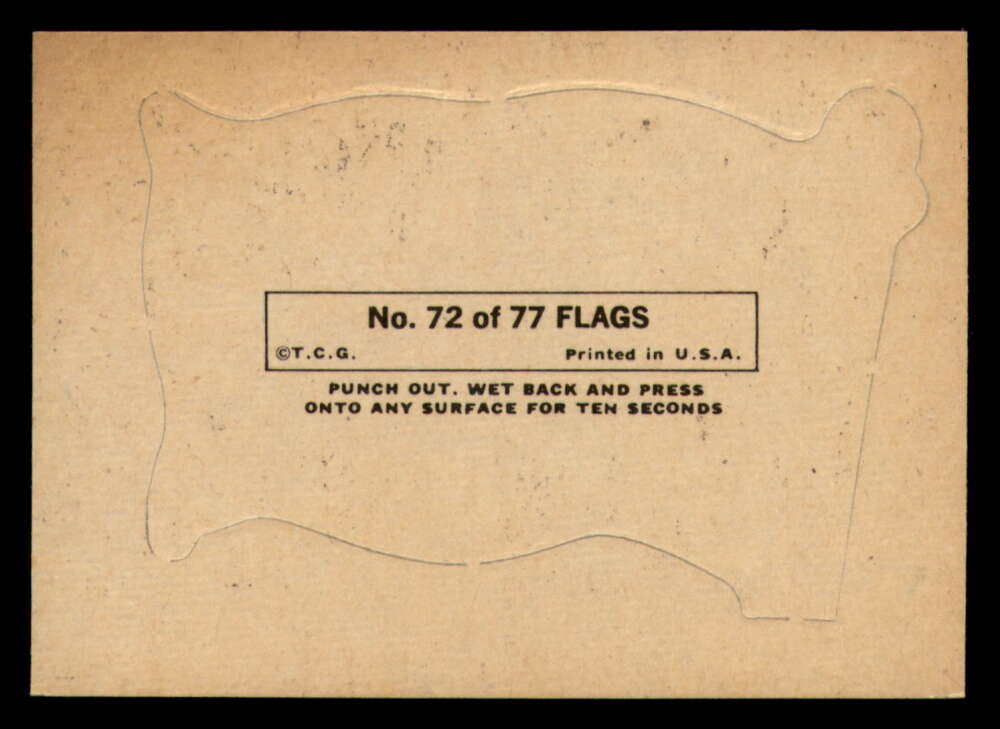 No. 72 of 77 FLAGS
©T.C.G. Printed in U.S.A.
PUNCH OUT. WET BACK AND PRESS
ONTO ANY SURFACE FOR TEN SECONDS